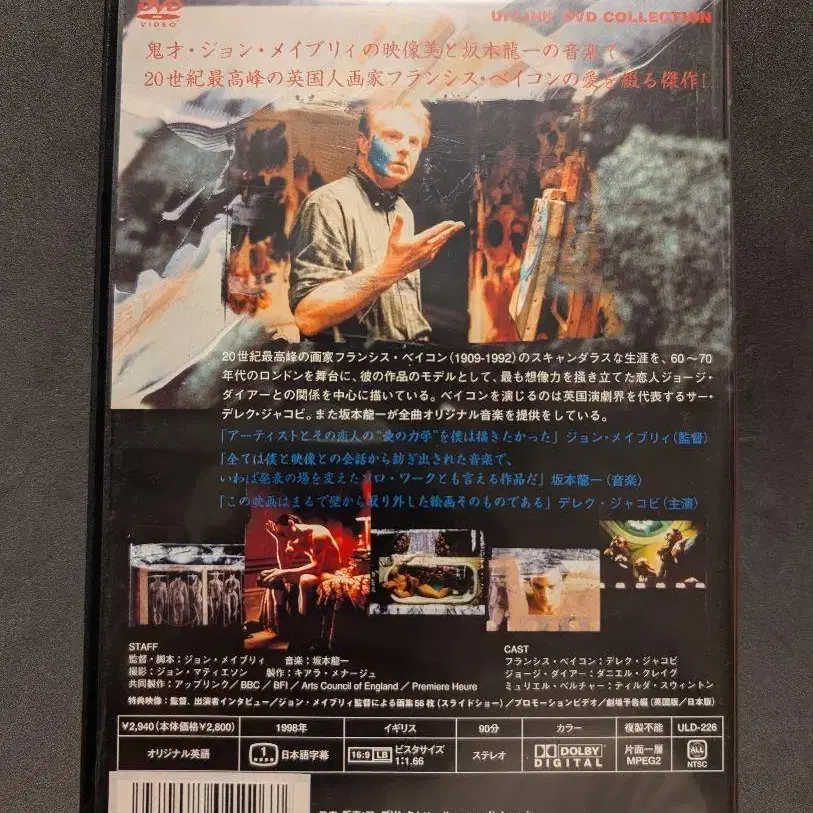 DVD
VIDEO
UPLINK DVD COLLECTION
鬼才・ジョン・メイブリィの映像美と坂本龍一の音楽で、
20世紀最高峰の英国人画家フランシス・ベイコンの愛を綴る傑作!
20世紀最高峰の画家フランシス・ベイコン(1909-1992)のスキャンダラスな生涯を、60〜70
年代のロンドンを舞台に、彼の作品のモデルとして、最も想像力を掻き立てた恋人ジョージ・
ダイアーとの関係を中心に描いている。ベイコンを演じるのは英国演劇界を代表するサー・
デレク・ジャコビ。また坂本龍一が全曲オリジナル音楽を提供をしている。
「アーティストとその恋人の“愛の力学”を僕は描きたかった」ジョン・メイブリィ(監督)
「全ては僕と映像との会話から紡ぎ出された音楽で、
いわば発表の場を変えたソロ・ワークとも言える作品だ」坂本龍一(音楽)
「この映画はまるで壁から取り外した絵画そのものである」デレク・ジャコビ(主演)
STAFF
監督・脚本:ジョン・メイブリィ 音楽:坂本龍一
撮影:ジョン・マティエソン 製作:キアラ・メナージュ
共同製作:アップリンク/BBC/BFI/Arts Council of England/Premiere Heure
CAST
フランシス・ベイコン:デレク・ジャコビ
ジョージ・ダイアー:ダニエル・クレイグ
ミュリエル・ベルチャー:ティルダ・スウィントン
特典映像:監督、出演者インタビュー/ジョン・メイブリィ監督による画集56枚(スライドショー)/プロモーションビデオ/劇場予告編(英国版/日本版)
¥2,940(本体価格¥2,800) 1998年 イギリス 90分 カラー 複製不能 ULD-226
オリジナル英語 1 日本語字幕 16:9 LB ビスタサイズ 1:1.66 ステレオ DOLBY DIGITAL 片面一層 MPEG2 ALL NTSC